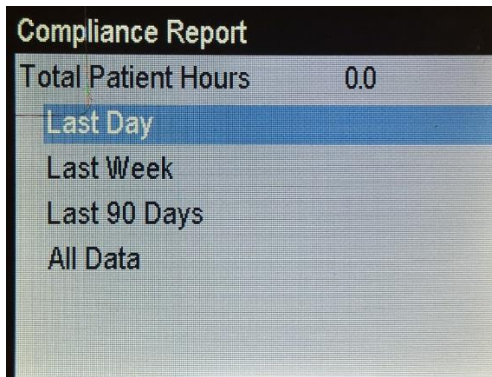 Compliance Report
Total Patient Hours 0.0
Last Day
Last Week
Last 90 Days
All Data